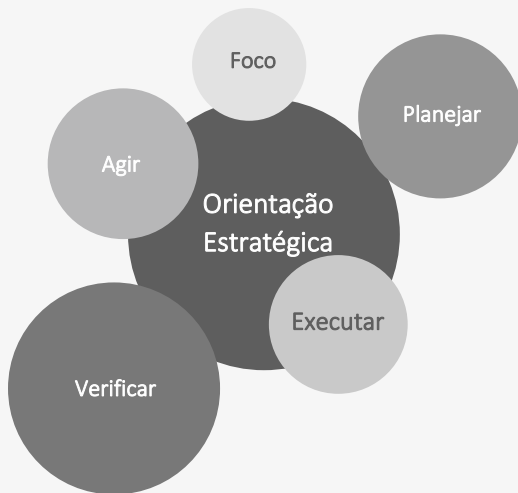 Foco
Planejar
Agir
Orientação
Estratégica
Executar
Verificar